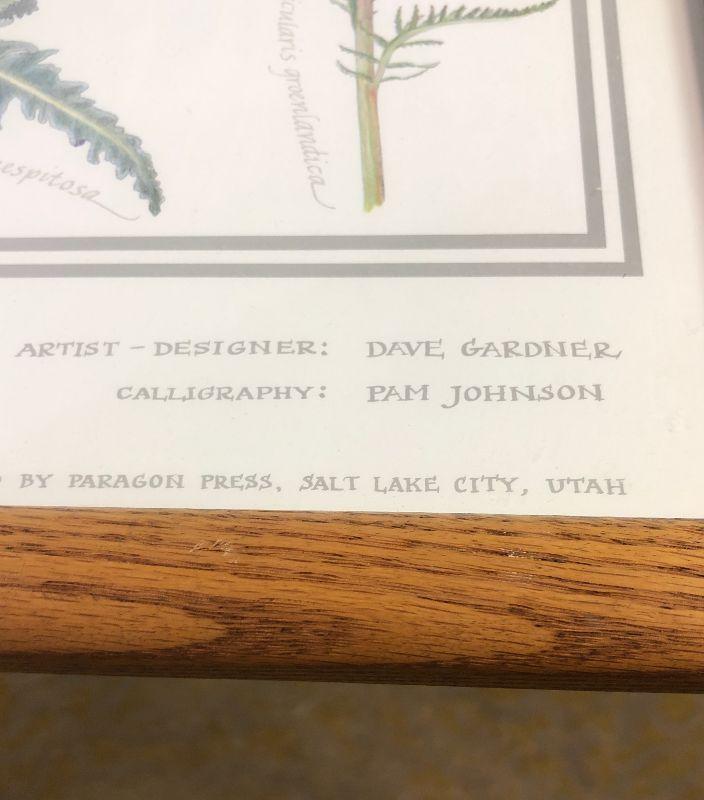 icularis groenlandica
espitosa
ARTIST - DESIGNER: DAVE GARDNER
CALLIGRAPHY: PAM JOHNSON
BY PARAGON PRESS, SALT LAKE CITY, UTAH